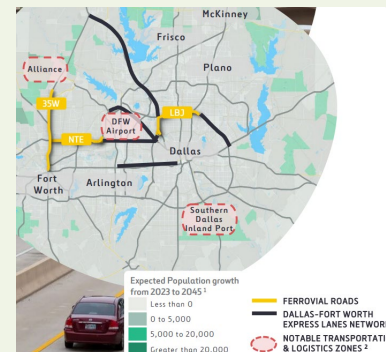 McKinney
Frisco
Plano
Alliance
35W
DFW
Airport
LBJ
NTE
Dallas
Fort
Worth
Arlington
Southern
Dallas
Inland Port
Expected Population growth
from 2023 to 2045 1
Less than 0
0 to 5,000
5,000 to 20,000
Greater than 20,000
FERROVIAL ROADS
DALLAS-FORT WORTH
EXPRESS LANES NETWORK
NOTABLE TRANSPORTATI
& LOGISTICS ZONES 2